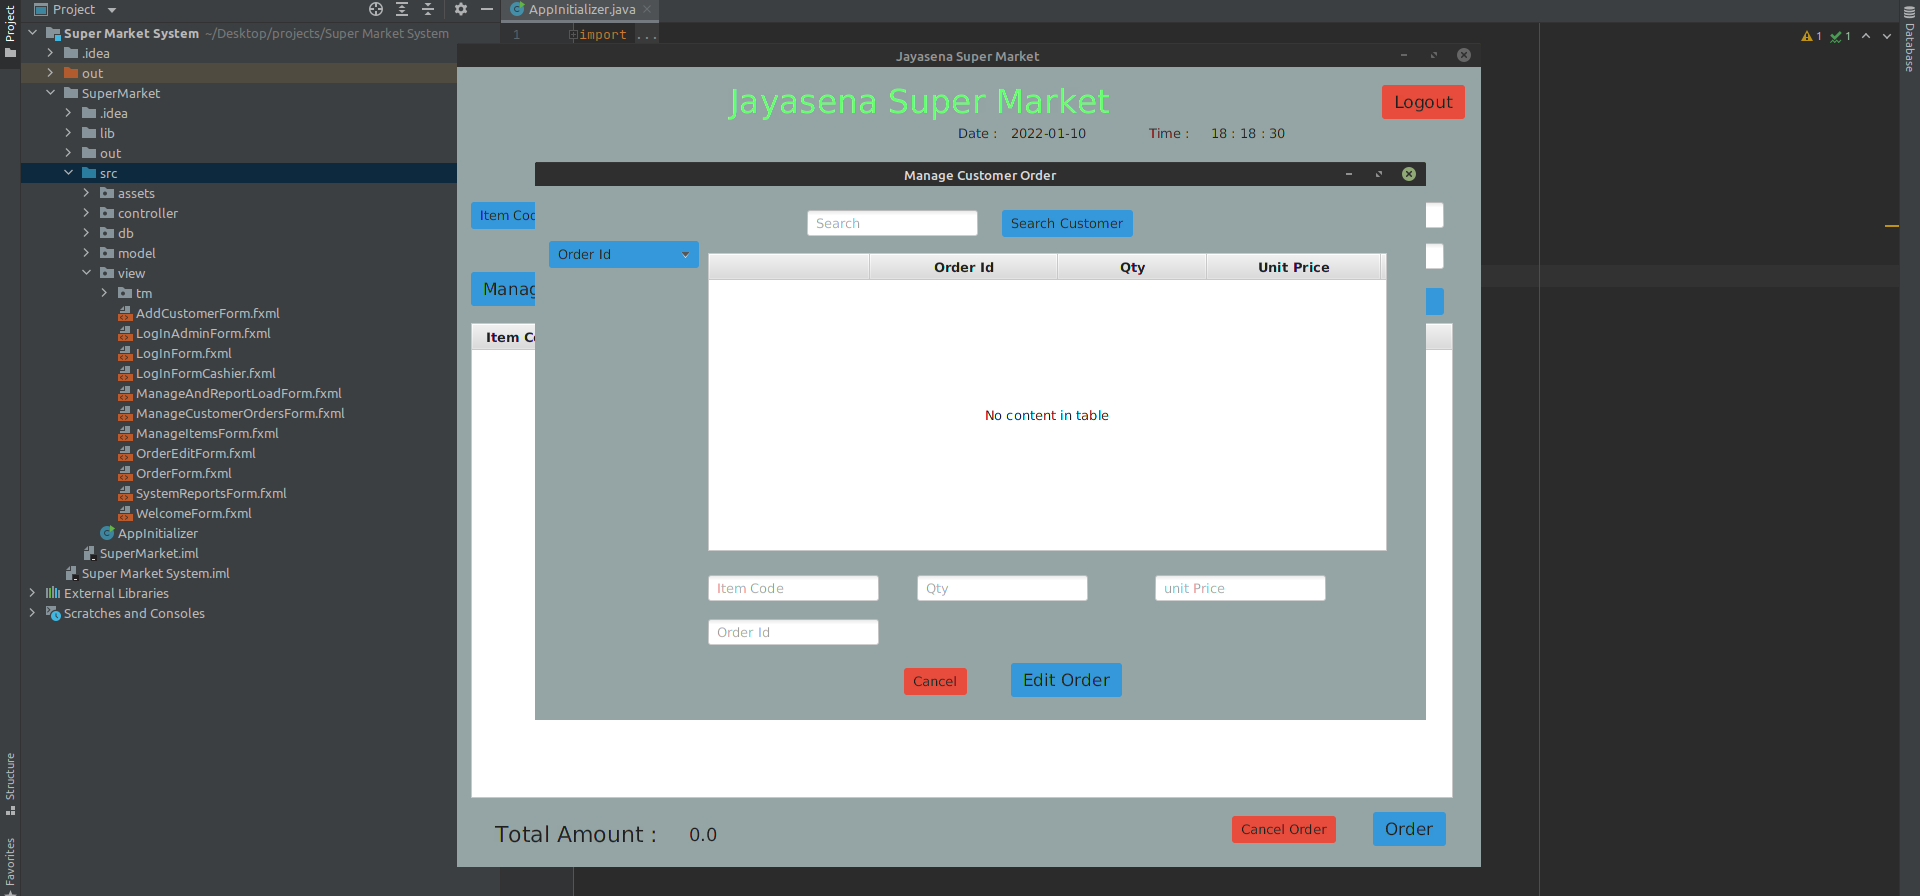 Project
AppInitializer.java
Project
Super Market System ~/Desktop/projects/Super Market System
.idea
out
SuperMarket
.idea
lib
out
src
assets
controller
db
model
view
tm
AddCustomerForm.fxml
LogInAdminForm.fxml
LogInForm.fxml
LogInFormCashier.fxml
ManageAndReportLoadForm.fxml
ManageCustomerOrdersForm.fxml
ManageItemsForm.fxml
OrderEditForm.fxml
OrderForm.fxml
SystemReportsForm.fxml
WelcomeForm.fxml
AppInitializer
SuperMarket.iml
Super Market System.iml
External Libraries
Scratches and Consoles
Structure
Favorites
1 import ...
1 1
Database
Jayasena Super Market
Jayasena Super Market
Logout
Date : 2022-01-10 Time : 18 : 18 : 30
Manage Customer Order
Item Coc
Search Search Customer
Order Id
Order Id Qty Unit Price
Manag
Item Co
No content in table
Item Code Qty unit Price
Order Id
Cancel Edit Order
Total Amount : 0.0
Cancel Order Order